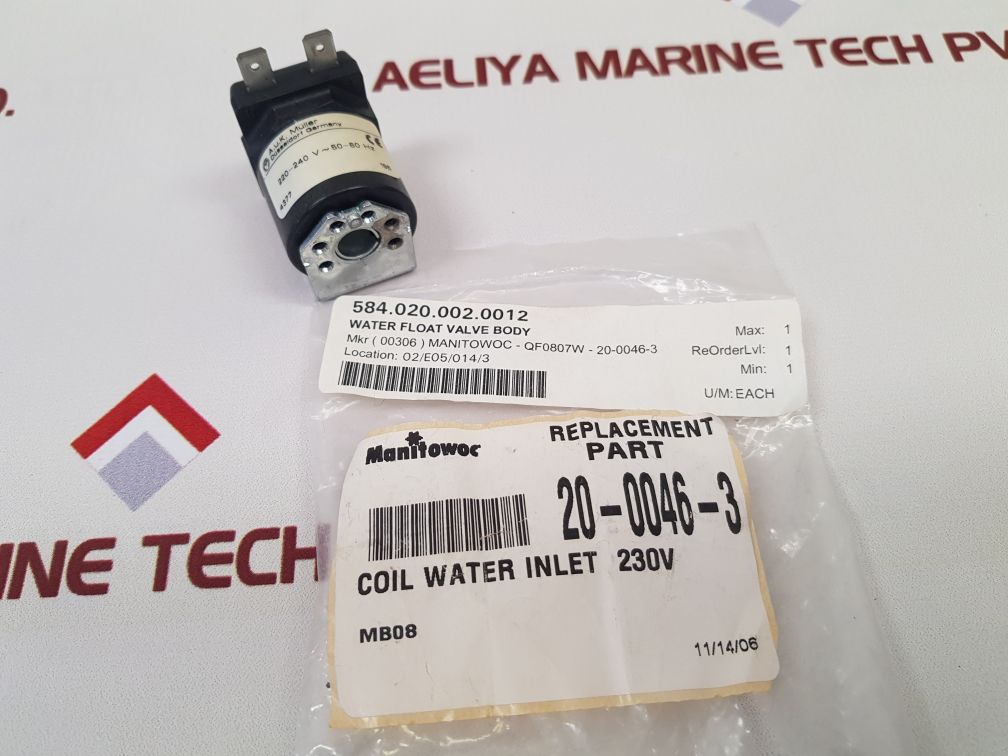 AELIYA MARINE TECH PV
D.
A.u.K. Müller
Düsseldorf Germany
CE
220-240 V ~ 50-60 Hz
4377
584.020.002.0012
WATER FLOAT VALVE BODY
Mkr ( 00306 ) MANITOWOC - QF0807W - 20-0046-3
Location: 02/E05/014/3
Max: 1
ReOrderLvl: 1
Min: 1
U/M: EACH
Manitowoc
REPLACEMENT
PART
20-0046-3
COIL WATER INLET 230V
MB08
11/14/06
INE TECH